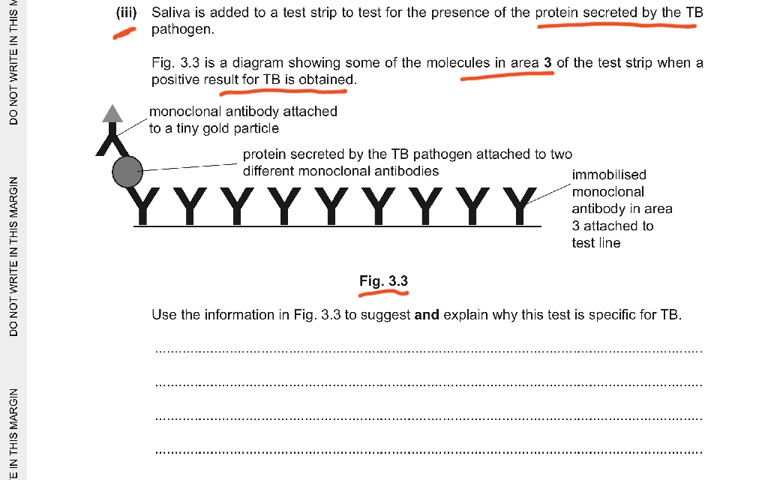 (iii) Saliva is added to a test strip to test for the presence of the protein secreted by the TB
pathogen.
Fig. 3.3 is a diagram showing some of the molecules in area 3 of the test strip when a
positive result for TB is obtained.
monoclonal antibody attached
to a tiny gold particle
protein secreted by the TB pathogen attached to two
different monoclonal antibodies
immobilised
monoclonal
antibody in area
3 attached to
test line
Fig. 3.3
Use the information in Fig. 3.3 to suggest and explain why this test is specific for TB.
DO NOT WRITE IN THIS M
DO NOT WRITE IN THIS MARGIN
E IN THIS MARGIN